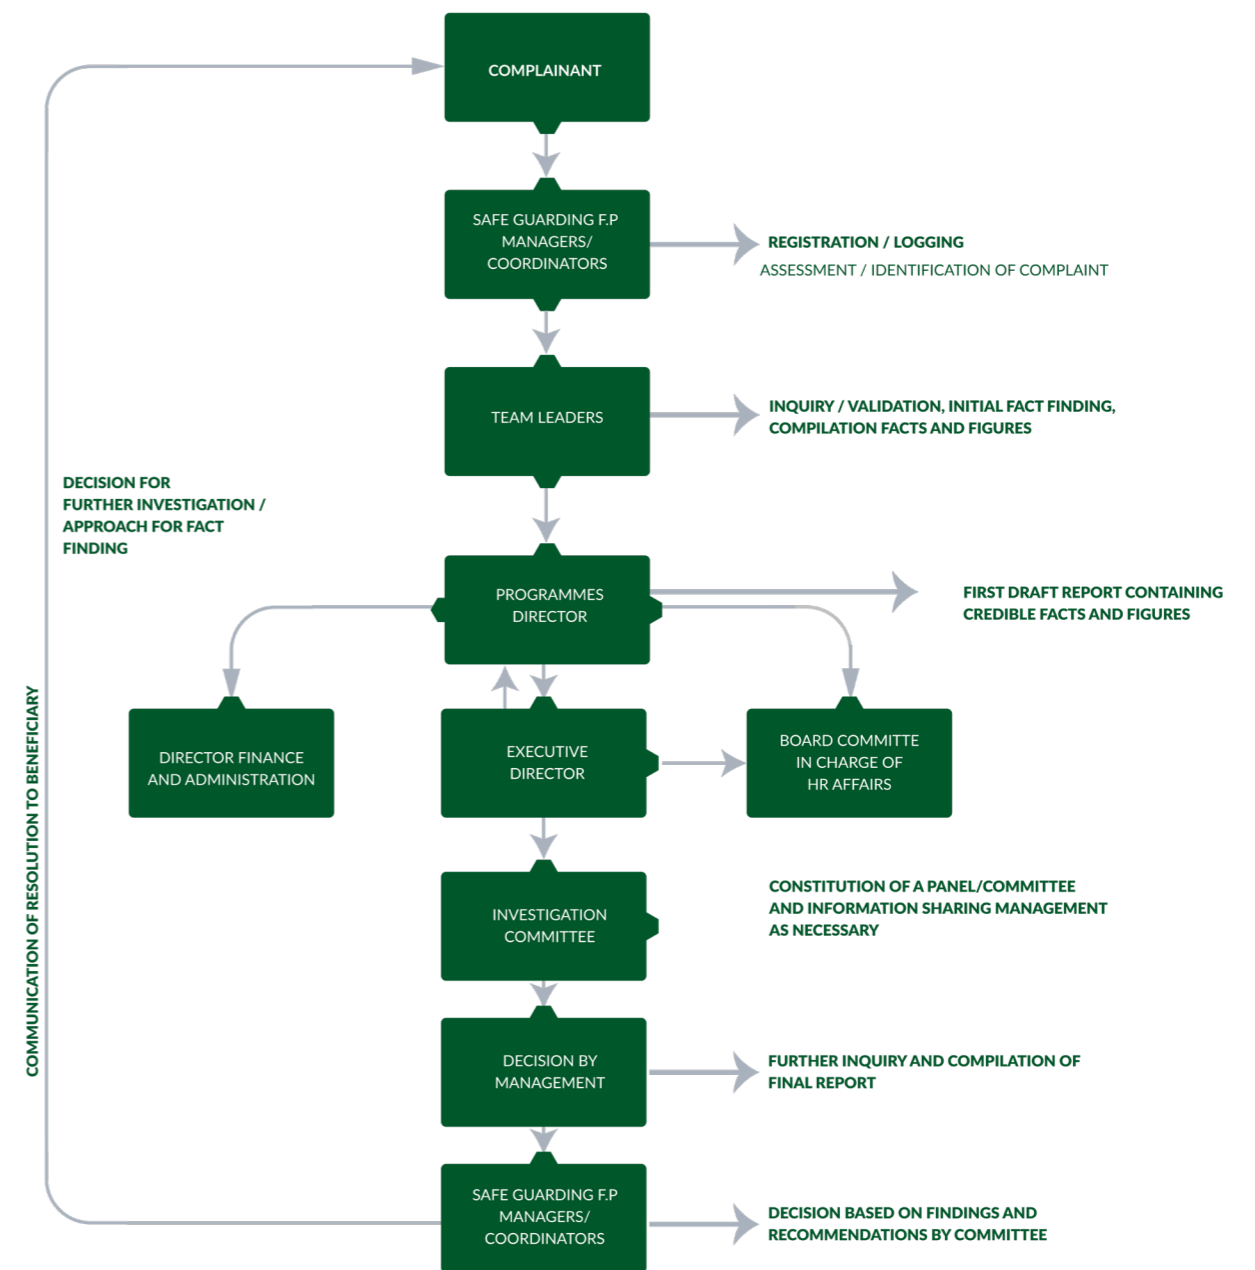 COMPLAINANT
SAFE GUARDING F.P
MANAGERS/
COORDINATORS
REGISTRATION / LOGGING
ASSESSMENT / IDENTIFICATION OF COMPLAINT
TEAM LEADERS
INQUIRY / VALIDATION, INITIAL FACT FINDING,
COMPILATION FACTS AND FIGURES
DECISION FOR
FURTHER INVESTIGATION /
APPROACH FOR FACT
FINDING
PROGRAMMES
DIRECTOR
FIRST DRAFT REPORT CONTAINING
CREDIBLE FACTS AND FIGURES
DIRECTOR FINANCE
AND ADMINISTRATION
EXECUTIVE
DIRECTOR
BOARD COMMITTE
IN CHARGE OF
HR AFFAIRS
COMMUNICATION OF RESOLUTION TO BENEFICIARY
INVESTIGATION
COMMITTEE
CONSTITUTION OF A PANEL/COMMITTEE
AND INFORMATION SHARING MANAGEMENT
AS NECESSARY
DECISION BY
MANAGEMENT
FURTHER INQUIRY AND COMPILATION OF
FINAL REPORT
SAFE GUARDING F.P
MANAGERS/
COORDINATORS
DECISION BASED ON FINDINGS AND
RECOMMENDATIONS BY COMMITTEE